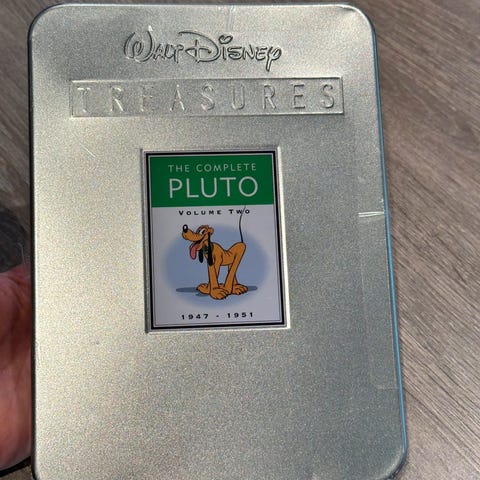 WALT DISNEY
TREASURES
THE COMPLETE
PLUTO
VOLUME TWO
1947 - 1951